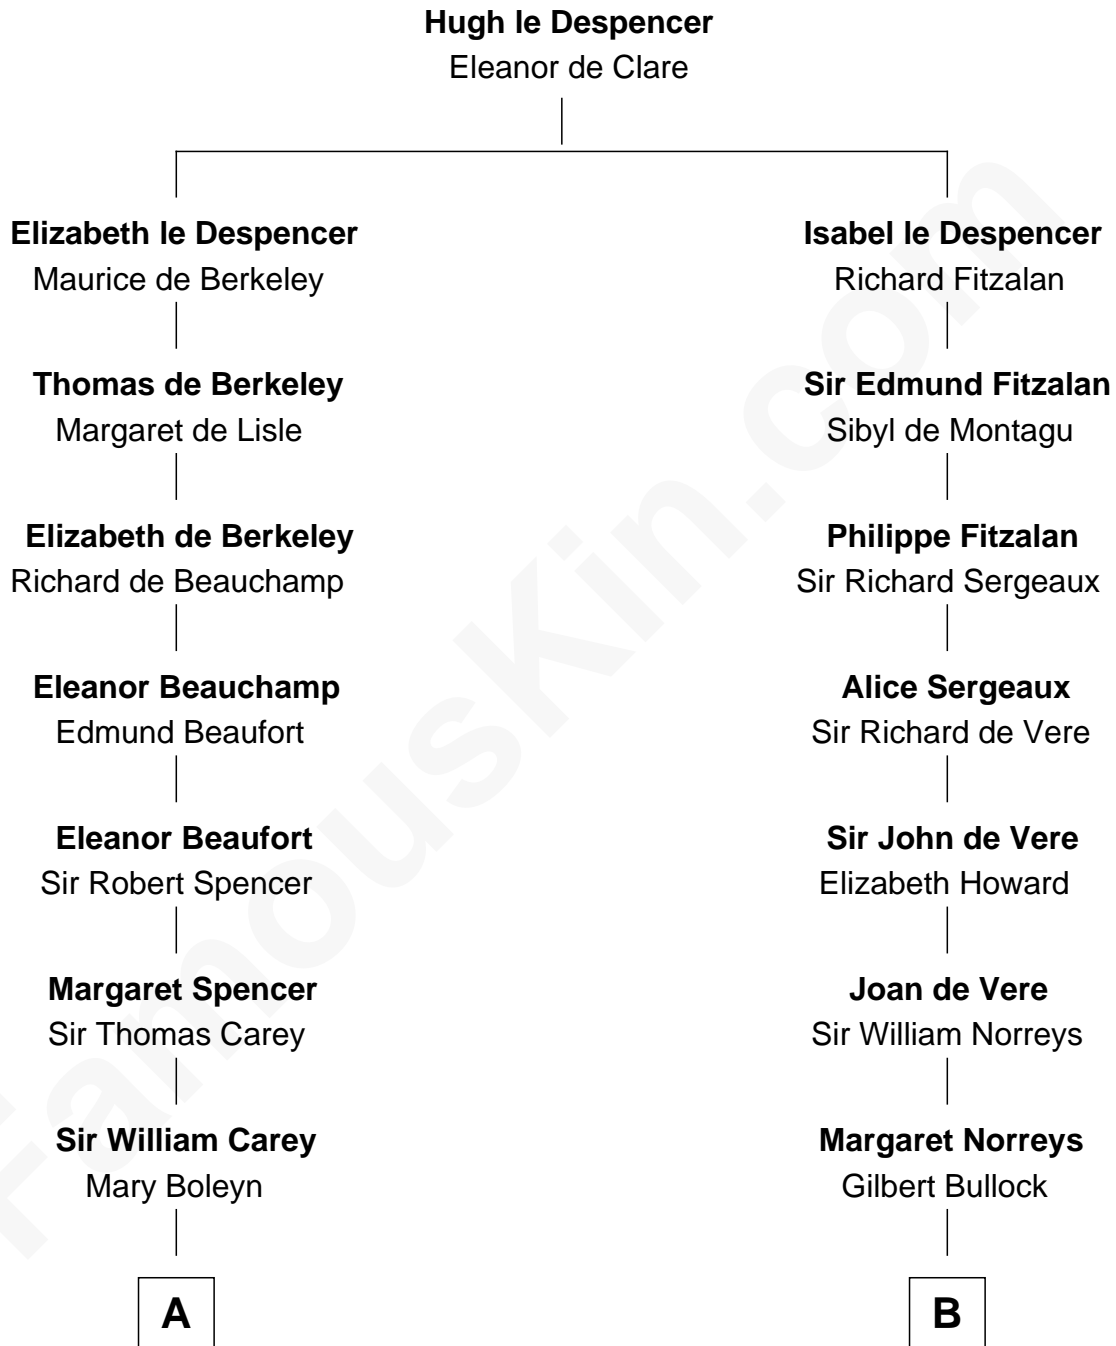 Hugh le Despencer
Eleanor de Clare
Elizabeth le Despencer
Maurice de Berkeley
Isabel le Despencer
Richard Fitzalan
Thomas de Berkeley
Margaret de Lisle
Sir Edmund Fitzalan
Sibyl de Montagu
Elizabeth de Berkeley
Richard de Beauchamp
Philippe Fitzalan
Sir Richard Sergeaux
Eleanor Beauchamp
Edmund Beaufort
Alice Sergeaux
Sir Richard de Vere
Eleanor Beaufort
Sir Robert Spencer
Sir John de Vere
Elizabeth Howard
Margaret Spencer
Sir Thomas Carey
Joan de Vere
Sir William Norreys
Sir William Carey
Mary Boleyn
Margaret Norreys
Gilbert Bullock
A
B
FamousKin.com